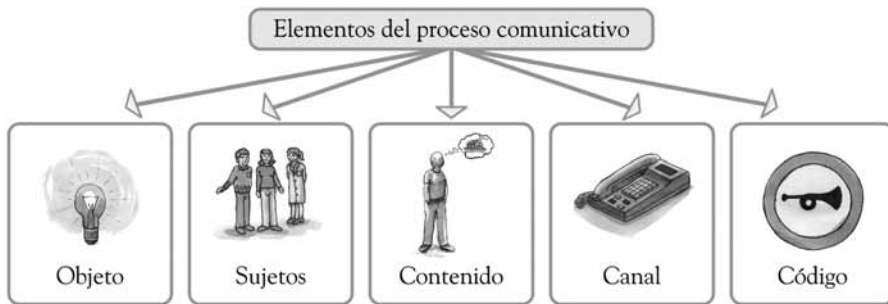 Elementos del proceso comunicativo
Objeto
Sujetos
Contenido
Canal
Código